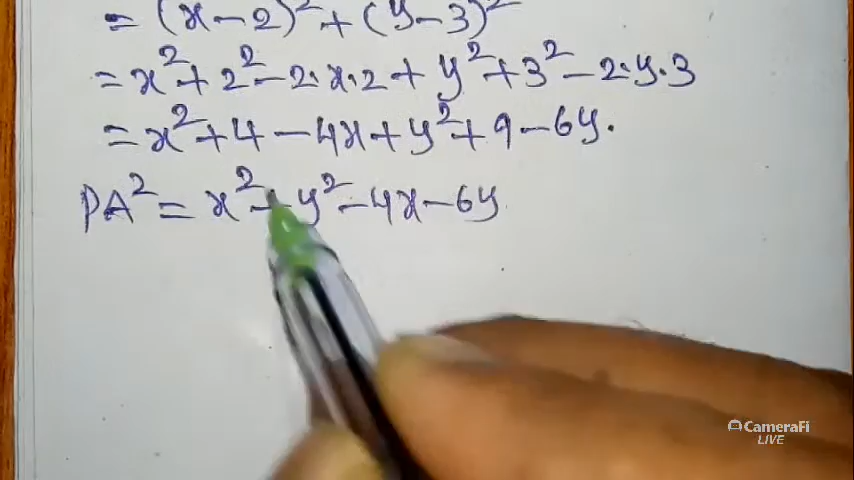 = (x-2)² + (y-3)²
= x² + 2² - 2·x·2 + y² + 3² - 2·y·3
= x² + 4 - 4x + y² + 9 - 6y.
PA² = x² + y² - 4x - 6y
CameraFi
LIVE